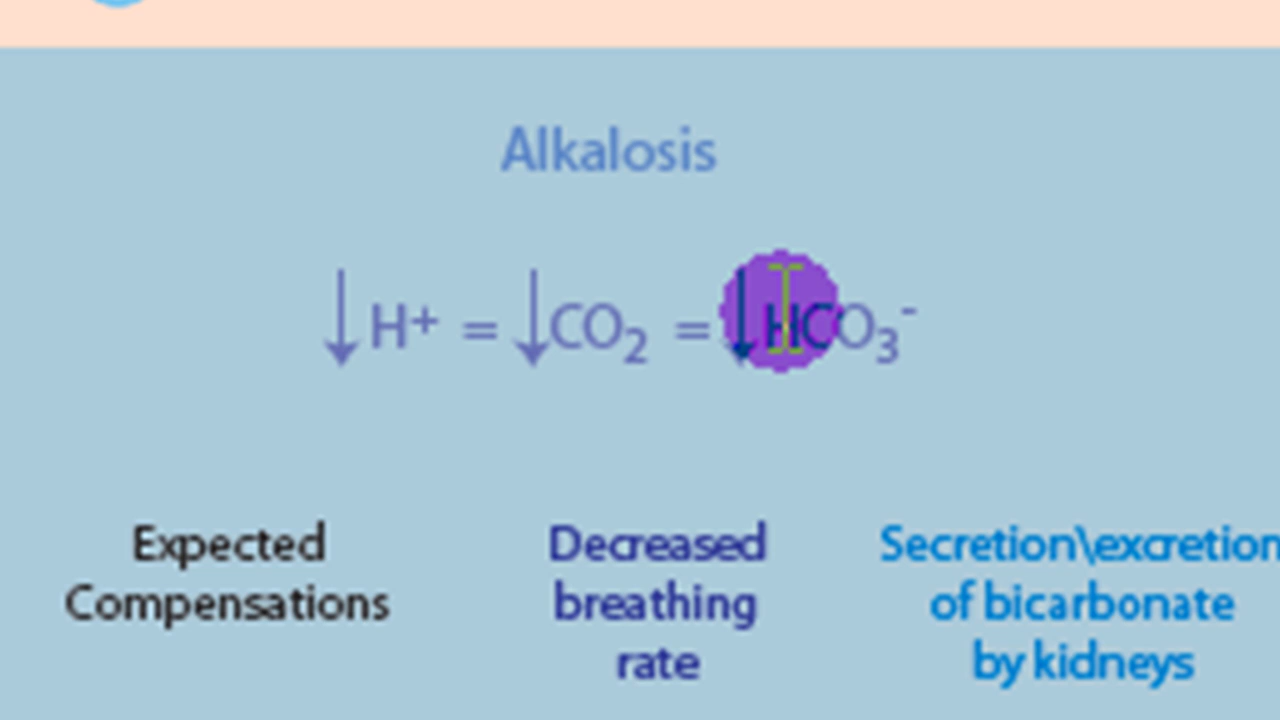 Alkalosis
↓H+ = ↓CO₂ = ↓HCO₃⁻
Expected
Compensations
Decreased
breathing
rate
Secretion\excretion
of bicarbonate
by kidneys